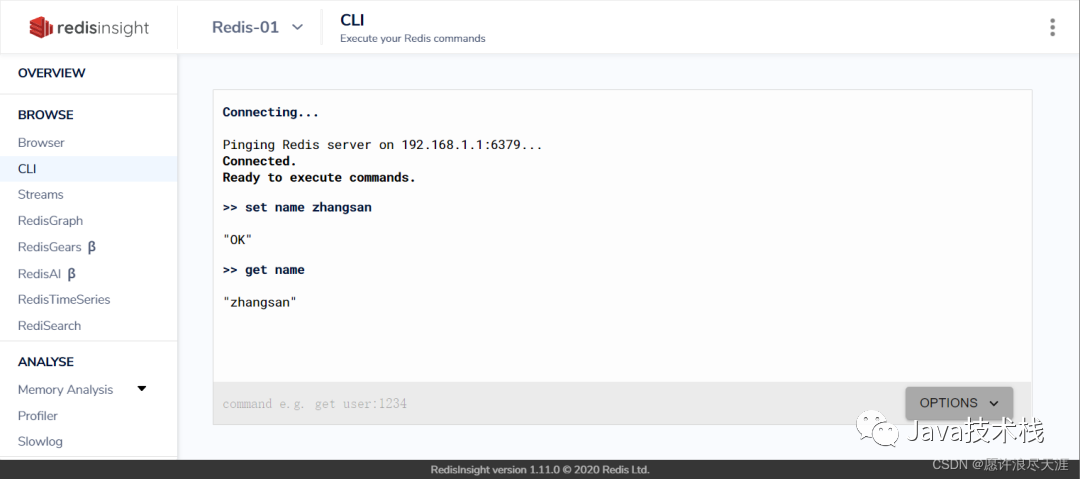 redisinsight
Redis-01
CLI
Execute your Redis commands
OVERVIEW
BROWSE
Browser
CLI
Streams
RedisGraph
RedisGears β
RedisAI β
RedisTimeSeries
RediSearch
ANALYSE
Memory Analysis
Profiler
Slowlog
Connecting...
Pinging Redis server on 192.168.1.1:6379...
Connected.
Ready to execute commands.
>> set name zhangsan
"OK"
>> get name
"zhangsan"
command e.g. get user:1234
OPTIONS
Java技术栈
RedisInsight version 1.11.0 © 2020 Redis Ltd.
CSDN @愿许浪尽天涯